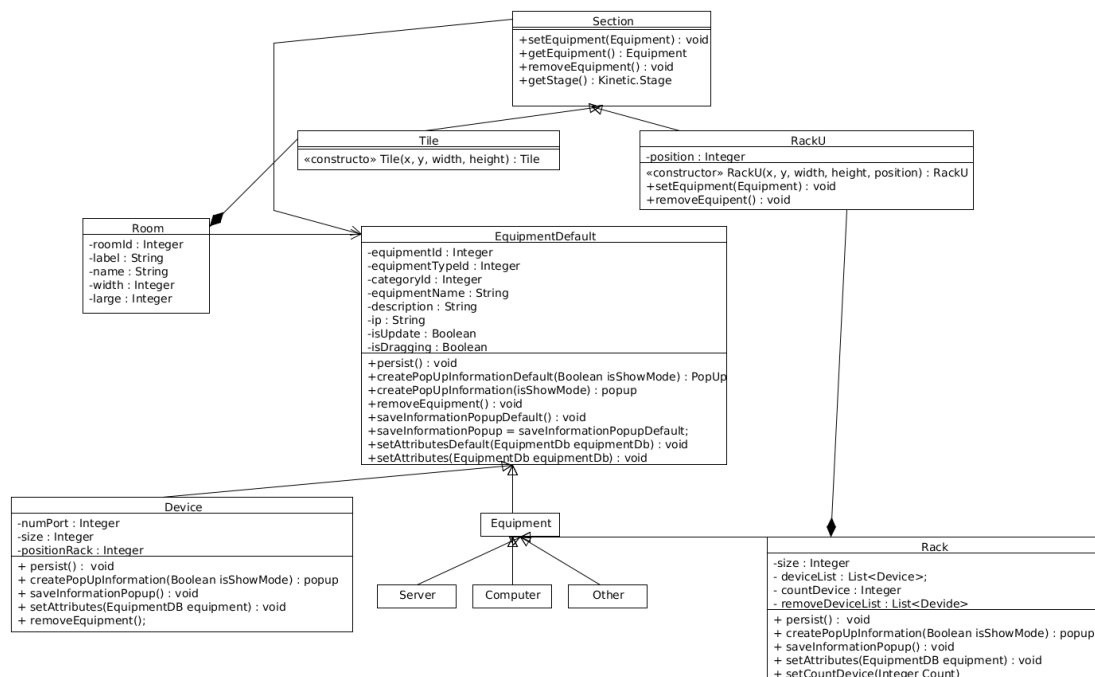 Section
+setEquipment(Equipment) : void
+getEquipment() : Equipment
+removeEquipment() : void
+getStage() : Kinetic.Stage
Tile
«constructo» Tile(x, y, width, height) : Tile
RackU
-position : Integer
«constructor» RackU(x, y, width, height, position) : RackU
+setEquipment(Equipment) : void
+removeEquipent() : void
Room
-roomId : Integer
-label : String
-name : String
-width : Integer
-large : Integer
EquipmentDefault
-equipmentId : Integer
-equipmentTypeId : Integer
-categoryId : Integer
-equipmentName : String
-description : String
-ip : String
-isUpdate : Boolean
-isDragging : Boolean
+persist() : void
+createPopUpInformationDefault(Boolean isShowMode) : PopUp
+createPopUpInformation(isShowMode) : popup
+removeEquipment() : void
+saveInformationPopupDefault() : void
+saveInformationPopup = saveInformationPopupDefault;
+setAttributesDefault(EquipmentDb equipmentDb) : void
+setAttributes(EquipmentDb equipmentDb) : void
Device
-numPort : Integer
-size : Integer
-positionRack : Integer
+ persist() :  void
+ createPopUpInformation(Boolean isShowMode) : popup
+ saveInformationPopup() : void
+ setAttributes(EquipmentDB equipment) : void
+ removeEquipment();
Equipment
Server
Computer
Other
Rack
-size : Integer
- deviceList : List<Device>;
- countDevice : Integer
- removeDeviceList : List<Devide>
+ persist() :  void
+ createPopUpInformation(Boolean isShowMode) : popup
+ saveInformationPopup() : void
+ setAttributes(EquipmentDB equipment) : void
+ setCountDevice(Integer Count)